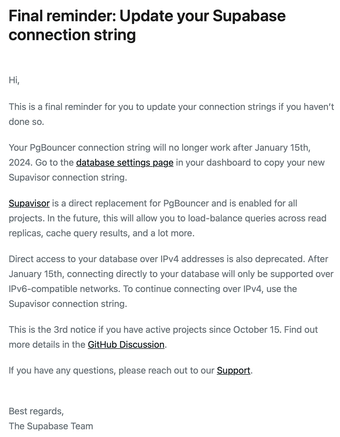 Final reminder: Update your Supabase
connection string
Hi,
This is a final reminder for you to update your connection strings if you haven't
done so.
Your PgBouncer connection string will no longer work after January 15th,
2024. Go to the database settings page in your dashboard to copy your new
Supavisor connection string.
Supavisor is a direct replacement for PgBouncer and is enabled for all
projects. In the future, this will allow you to load-balance queries across read
replicas, cache query results, and a lot more.
Direct access to your database over IPv4 addresses is also deprecated. After
January 15th, connecting directly to your database will only be supported over
IPv6-compatible networks. To continue connecting over IPv4, use the
Supavisor connection string.
This is the 3rd notice if you have active projects since October 15. Find out
more details in the GitHub Discussion.
If you have any questions, please reach out to our Support.
Best regards,
The Supabase Team